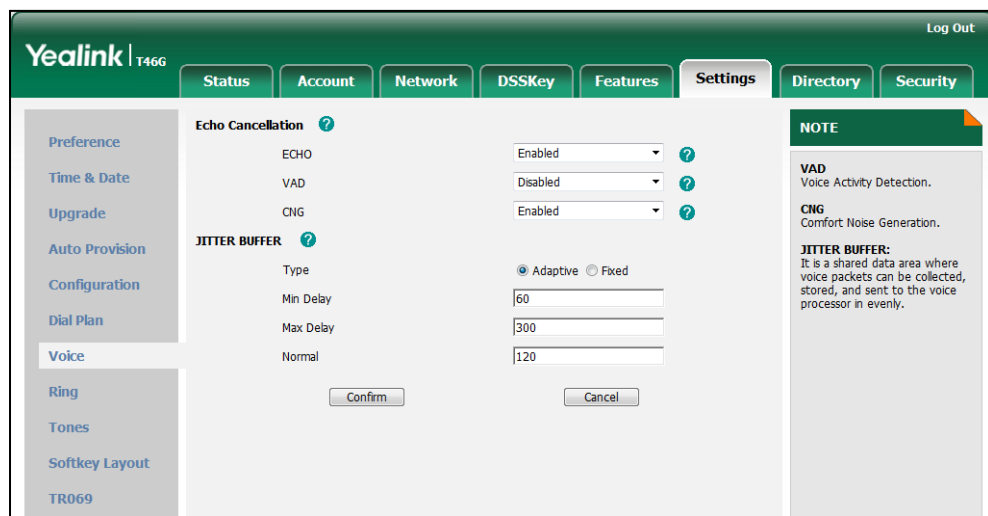 Log Out
Yealink T46G
Status Account Network DSSKey Features Settings Directory Security
Preference
Time & Date
Upgrade
Auto Provision
Configuration
Dial Plan
Voice
Ring
Tones
Softkey Layout
TR069
Echo Cancellation ?
ECHO Enabled ?
VAD Disabled ?
CNG Enabled ?
JITTER BUFFER ?
Type Adaptive Fixed
Min Delay 60
Max Delay 300
Normal 120
Confirm Cancel
NOTE
VAD
Voice Activity Detection.
CNG
Comfort Noise Generation.
JITTER BUFFER:
It is a shared data area where
voice packets can be collected,
stored, and sent to the voice
processor in evenly.